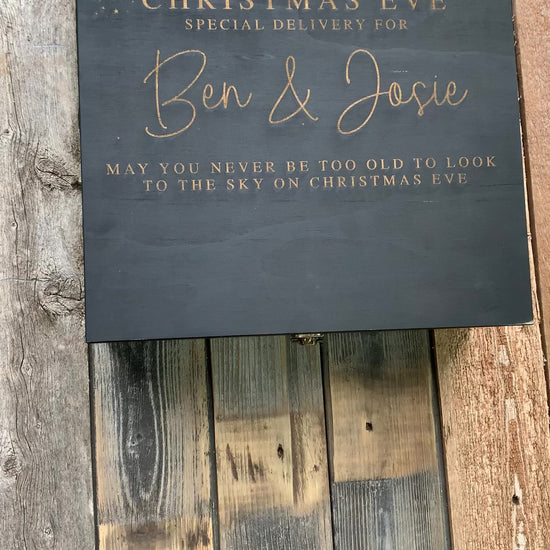 CHRISTMAS EVE
SPECIAL DELIVERY FOR
Ben & Josie
MAY YOU NEVER BE TOO OLD TO LOOK
TO THE SKY ON CHRISTMAS EVE